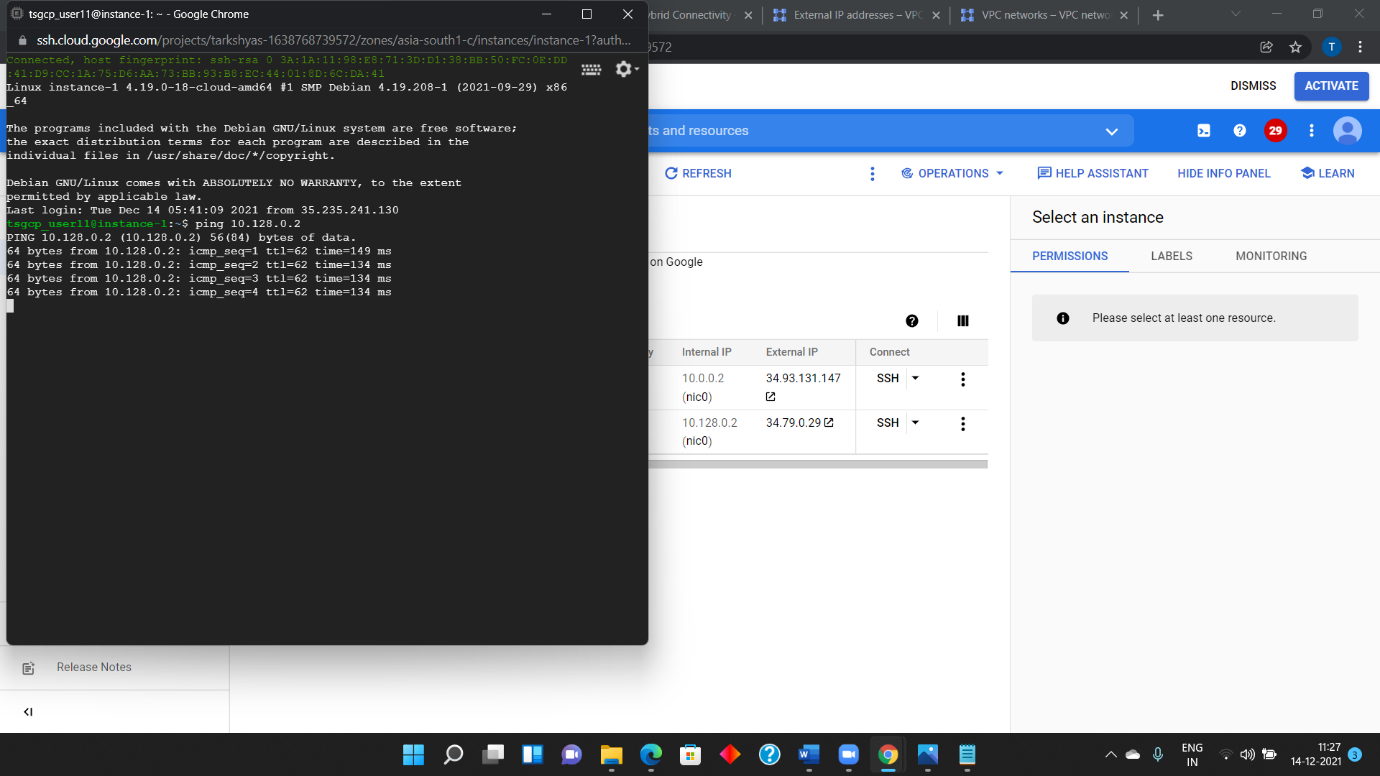 tsgcp_user11@instance-1: ~ - Google Chrome
ssh.cloud.google.com/projects/tarkshyas-1638768739572/zones/asia-south1-c/instances/instance-1?auth...
Connected, host fingerprint: ssh-rsa 0 3A:1A:11:98:E8:71:3D:D1:38:BB:50:FC:0E:DD
:41:D9:CC:1A:75:D6:AA:73:BB:93:B8:EC:44:01:8D:6C:DA:41
Linux instance-1 4.19.0-18-cloud-amd64 #1 SMP Debian 4.19.208-1 (2021-09-29) x86
_64
The programs included with the Debian GNU/Linux system are free software;
the exact distribution terms for each program are described in the
individual files in /usr/share/doc/*/copyright.
Debian GNU/Linux comes with ABSOLUTELY NO WARRANTY, to the extent
permitted by applicable law.
Last login: Tue Dec 14 05:41:09 2021 from 35.235.241.130
tsgcp_user11@instance-1:~$ ping 10.128.0.2
PING 10.128.0.2 (10.128.0.2) 56(84) bytes of data.
64 bytes from 10.128.0.2: icmp_seq=1 ttl=62 time=149 ms
64 bytes from 10.128.0.2: icmp_seq=2 ttl=62 time=134 ms
64 bytes from 10.128.0.2: icmp_seq=3 ttl=62 time=134 ms
64 bytes from 10.128.0.2: icmp_seq=4 ttl=62 time=134 ms
ybrid Connectivity
External IP addresses – VPC
VPC networks – VPC netwo
9572
T
DISMISS
ACTIVATE
ts and resources
29
REFRESH
OPERATIONS
HELP ASSISTANT
HIDE INFO PANEL
LEARN
on Google
y Internal IP External IP Connect
10.0.0.2 34.93.131.147 SSH
(nic0)
10.128.0.2 34.79.0.29 SSH
(nic0)
Select an instance
PERMISSIONS LABELS MONITORING
Please select at least one resource.
Release Notes
ENG
IN
11:27
14-12-2021
3